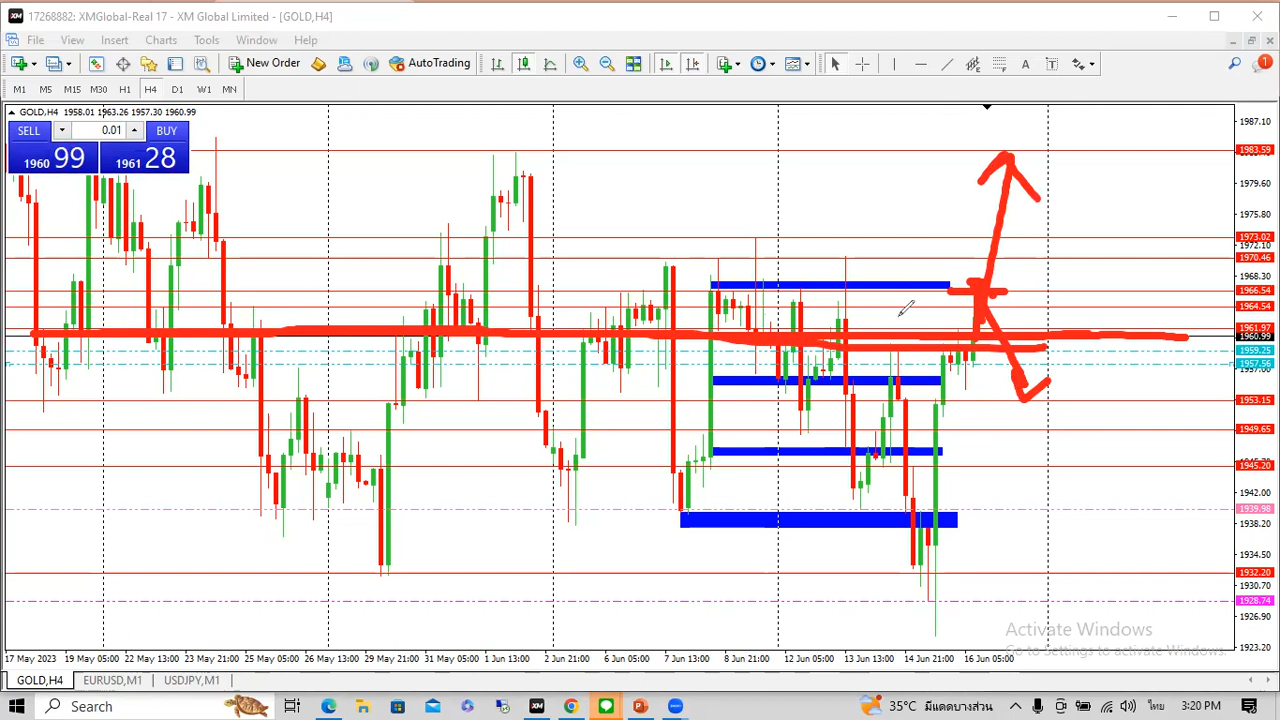 17268882: XMGlobal-Real 17 - XM Global Limited - [GOLD,H4]
File View Insert Charts Tools Window Help
New Order AutoTrading
M1 M5 M15 M30 H1 H4 D1 W1 MN
GOLD,H4 1958.01 1963.26 1957.30 1960.99
SELL 0.01 BUY
1960 99 1961 28
1987.10
1983.59
1979.60
1975.80
1973.02
1972.10
1970.46
1968.30
1966.54
1964.54
1961.97
1960.99
1959.25
1957.56
1953.15
1949.65
1945.20
1942.00
1939.98
1938.20
1934.50
1932.20
1930.70
1928.74
1926.90
1923.20
Activate Windows
Go to Settings to activate Windows.
17 May 2023 19 May 05:00 22 May 13:00 23 May 21:00 25 May 05:00 26 May 13:00 29 May 21:00 31 May 05:00 1 Jun 13:00 2 Jun 21:00 6 Jun 05:00 7 Jun 13:00 8 Jun 21:00 12 Jun 05:00 13 Jun 13:00 14 Jun 21:00 16 Jun 05:00
GOLD,H4 EURUSD,M1 USDJPY,M1
Search 35°C มีแดดบางส่วน ไทย 3:20 PM